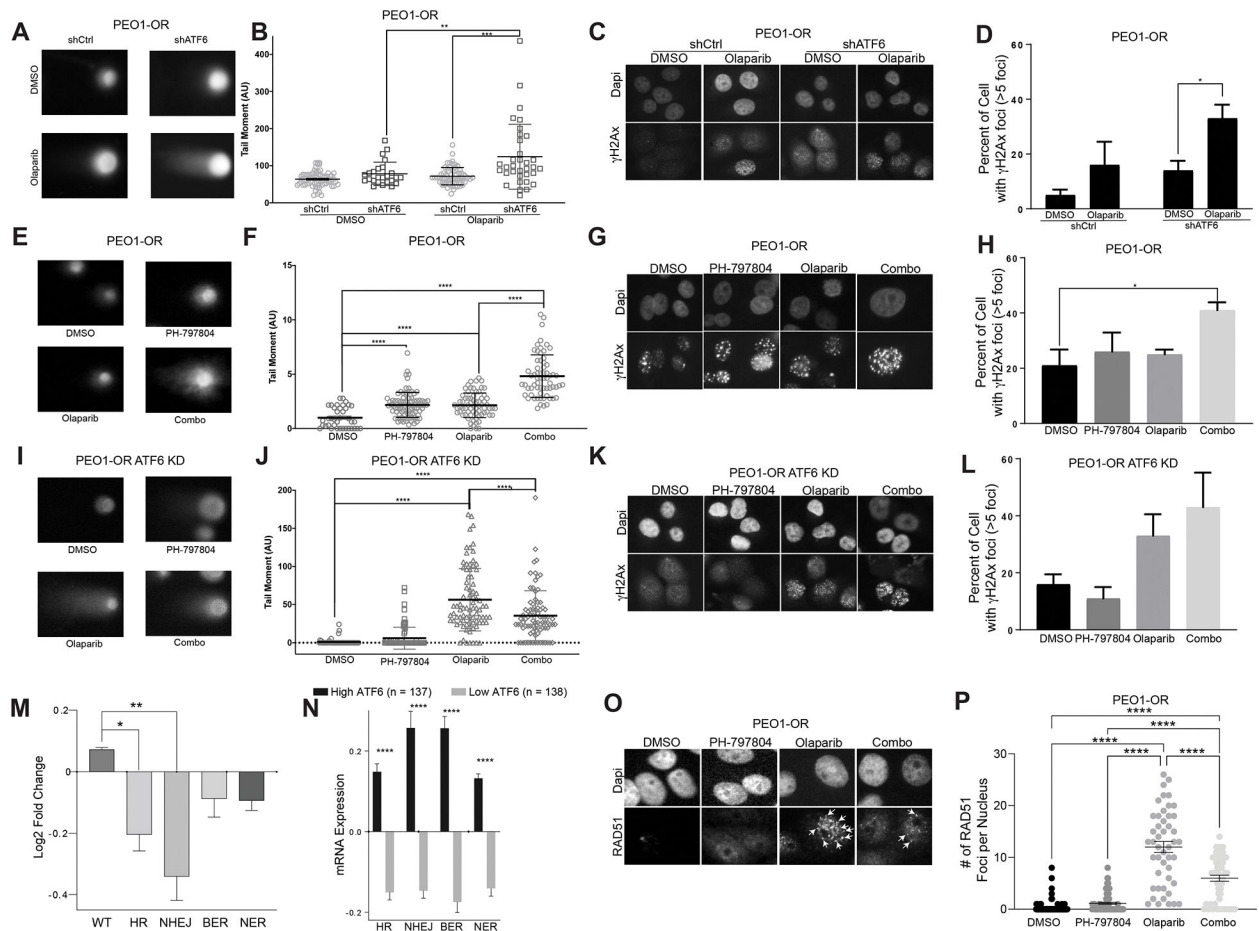 A
PEO1-OR
shCtrl
shATF6
DMSO
Olaparib
B
PEO1-OR
Tail Moment (AU)
400
300
200
100
0
**
***
shCtrl
shATF6
shCtrl
shATF6
DMSO
Olaparib
C
PEO1-OR
shCtrl
shATF6
DMSO
Olaparib
DMSO
Olaparib
Dapi
γH2Ax
D
PEO1-OR
Percent of Cell
with γH2Ax foci (>5 foci)
60
40
20
0
*
DMSO
Olaparib
DMSO
Olaparib
shCtrl
shATF6
E
PEO1-OR
DMSO
PH-797804
Olaparib
Combo
F
PEO1-OR
Tail Moment (AU)
15
10
5
0
****
****
****
****
DMSO
PH-797804
Olaparib
Combo
G
PEO1-OR
DMSO
PH-797804
Olaparib
Combo
Dapi
γH2Ax
H
PEO1-OR
Percent of Cell
with γH2Ax foci (>5 foci)
60
40
20
0
*
DMSO
PH-797804
Olaparib
Combo
I
PEO1-OR ATF6 KD
DMSO
PH-797804
Olaparib
Combo
J
PEO1-OR ATF6 KD
Tail Moment (AU)
200
150
100
50
0
****
****
****
DMSO
PH-797804
Olaparib
Combo
K
PEO1-OR ATF6 KD
DMSO
PH-797804
Olaparib
Combo
Dapi
γH2Ax
L
PEO1-OR ATF6 KD
Percent of Cell
with γH2Ax foci (>5 foci)
60
40
20
0
DMSO
PH-797804
Olaparib
Combo
M
Log2 Fold Change
0.2
0
-0.2
-0.4
*
**
WT
HR
NHEJ
BER
NER
N
High ATF6 (n = 137)
Low ATF6 (n = 138)
mRNA Expression
0.2
0.0
-0.2
****
****
****
****
HR
NHEJ
BER
NER
O
PEO1-OR
DMSO
PH-797804
Olaparib
Combo
Dapi
RAD51
P
PEO1-OR
# of RAD51
Foci per Nucleus
30
20
10
0
****
****
****
****
****
DMSO
PH-797804
Olaparib
Combo